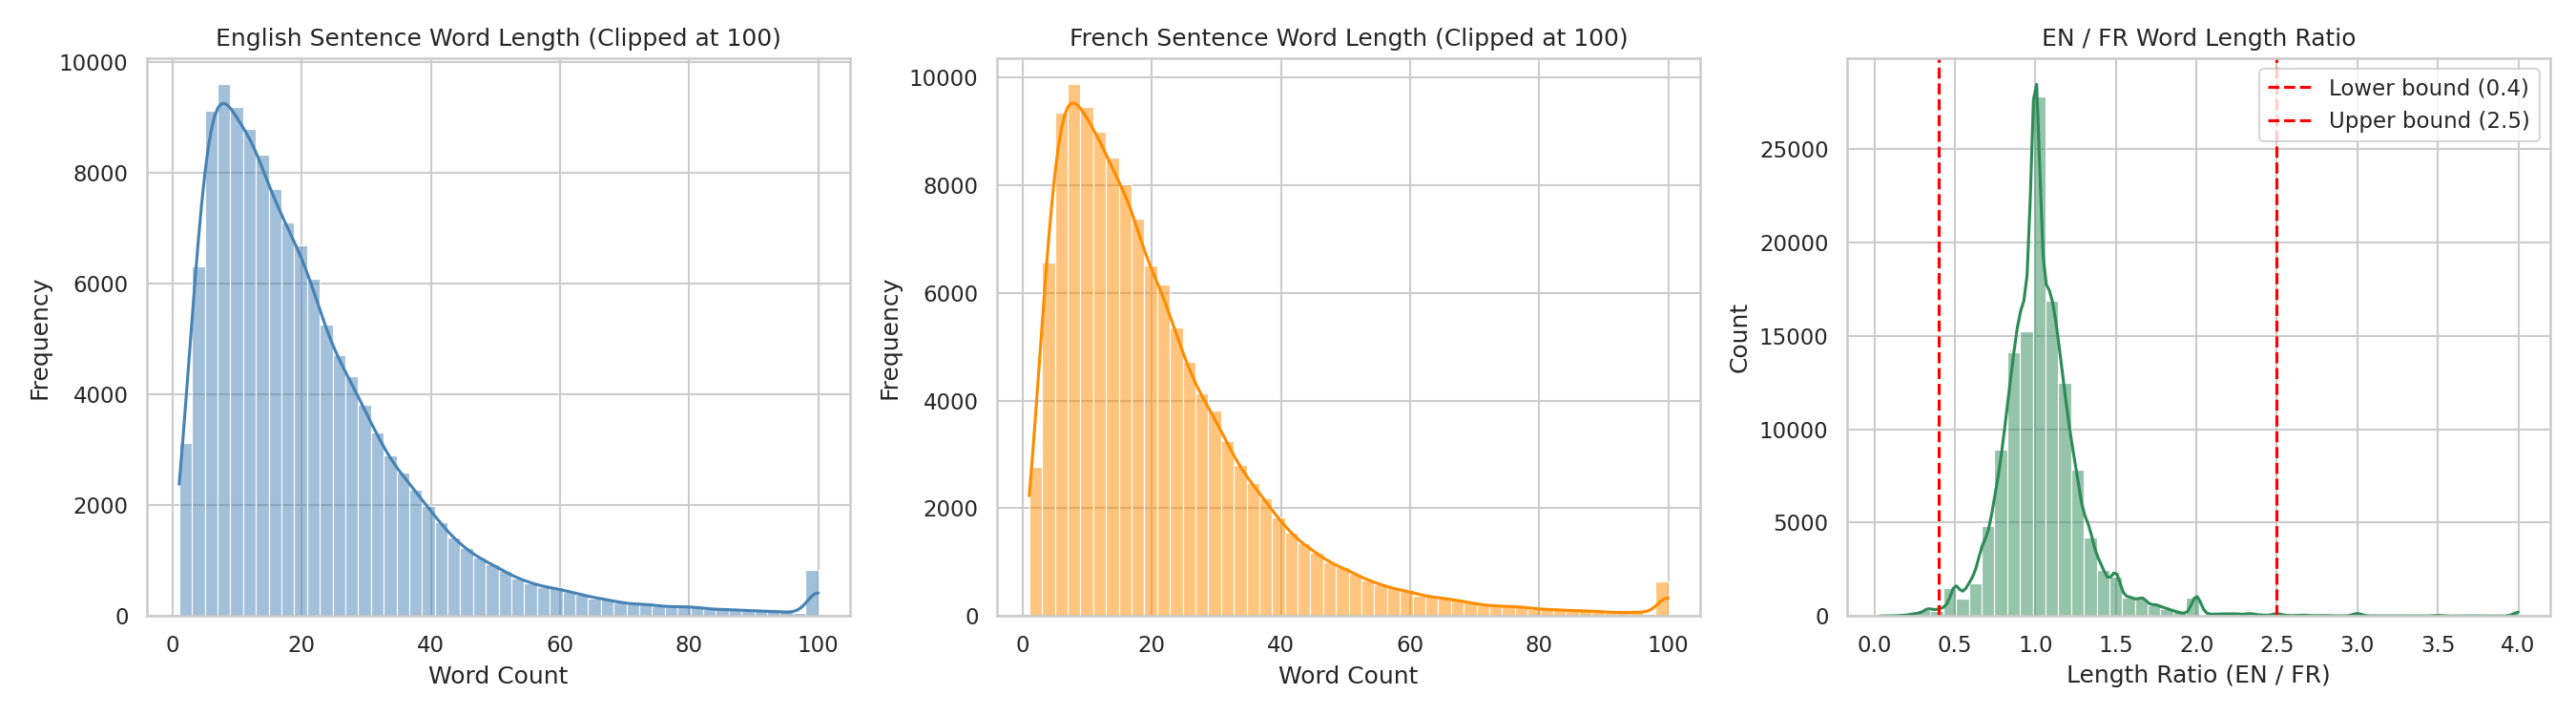 English Sentence Word Length (Clipped at 100)
10000
8000
6000
4000
2000
0
Frequency
0 20 40 60 80 100
Word Count
French Sentence Word Length (Clipped at 100)
10000
8000
6000
4000
2000
0
Frequency
0 20 40 60 80 100
Word Count
EN / FR Word Length Ratio
Lower bound (0.4)
Upper bound (2.5)
25000
20000
15000
10000
5000
0
Count
0.0 0.5 1.0 1.5 2.0 2.5 3.0 3.5 4.0
Length Ratio (EN / FR)